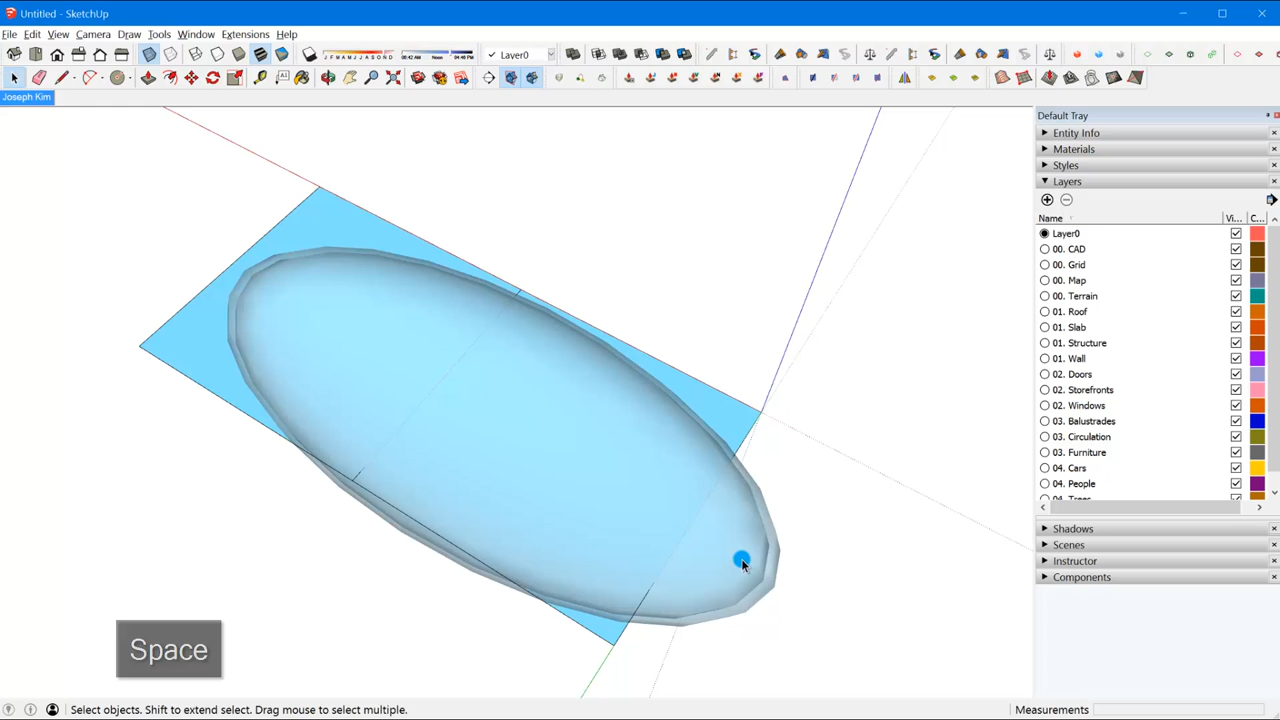 Untitled - SketchUp
File Edit View Camera Draw Tools Window Extensions Help
Layer0
Joseph Kim
Default Tray
Entity Info
Materials
Styles
Layers
Name Vi... C...
Layer0
00. CAD
00. Grid
00. Map
00. Terrain
01. Roof
01. Slab
01. Structure
01. Wall
02. Doors
02. Storefronts
02. Windows
03. Balustrades
03. Circulation
03. Furniture
04. Cars
04. People
04. Trees
Shadows
Scenes
Instructor
Components
Space
Select objects. Shift to extend select. Drag mouse to select multiple.
Measurements